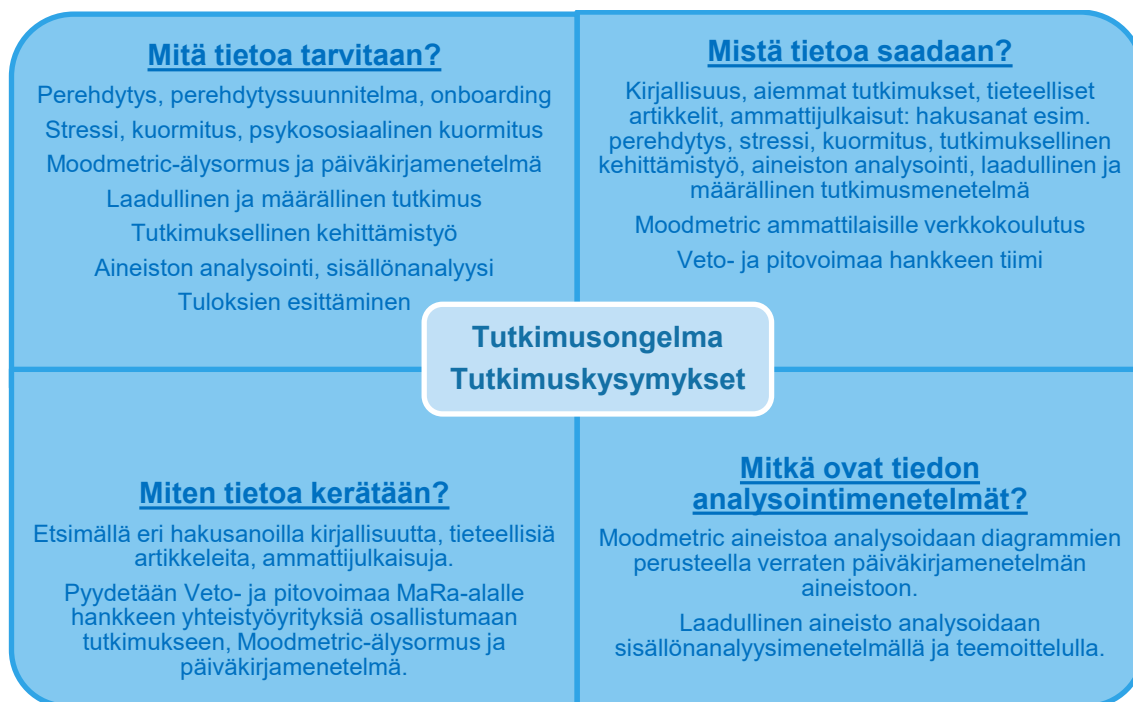 Mitä tietoa tarvitaan?
Perehdytys, perehdytyssuunnitelma, onboarding
Stressi, kuormitus, psykososiaalinen kuormitus
Moodmetric-älysormus ja päiväkirjamenetelmä
Laadullinen ja määrällinen tutkimus
Tutkimuksellinen kehittämistyö
Aineiston analysointi, sisällönanalyysi
Tuloksien esittäminen
Mistä tietoa saadaan?
Kirjallisuus, aiemmat tutkimukset, tieteelliset
artikkelit, ammattijulkaisut: hakusanat esim.
perehdytys, stressi, kuormitus, tutkimuksellinen
kehittämistyö, aineiston analysointi, laadullinen ja
määrällinen tutkimusmenetelmä
Moodmetric ammattilaisille verkkokoulutus
Veto- ja pitovoimaa hankkeen tiimi
Tutkimusongelma
Tutkimuskysymykset
Miten tietoa kerätään?
Etsimällä eri hakusanoilla kirjallisuutta, tieteellisiä
artikkeleita, ammattijulkaisuja.
Pyydetään Veto- ja pitovoimaa MaRa-alalle
hankkeen yhteistyöyrityksiä osallistumaan
tutkimukseen, Moodmetric-älysormus ja
päiväkirjamenetelmä.
Mitkä ovat tiedon
analysointimenetelmät?
Moodmetric aineistoa analysoidaan diagrammien
perusteella verraten päiväkirjamenetelmän
aineistoon.
Laadullinen aineisto analysoidaan
sisällönanalyysimenetelmällä ja teemoittelulla.